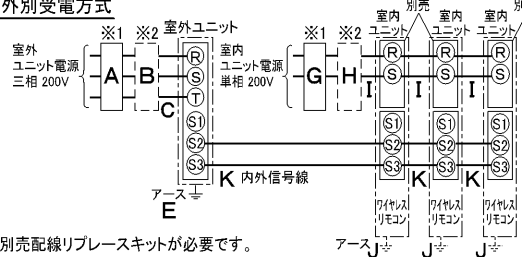 外別受電方式
別売
別
※1
※2
室外ユニット
※1
※2
室内
ユニット
室内
ユニット
室内
ユニット
室外
ユニット電源
三相 200V
A
B
C
R
S
T
S1
S2
S3
室内
ユニット電源
単相 200V
G
H
I
I
I
R
S
R
S
R
S
S1
S2
S3
S1
S2
S3
S1
S2
S3
K 内外信号線
K
K
アース
E
ワイヤレス
リモコン
ワイヤレス
リモコン
ワイヤレス
リモコン
アース J
J
J
別売配線リプレースキットが必要です。